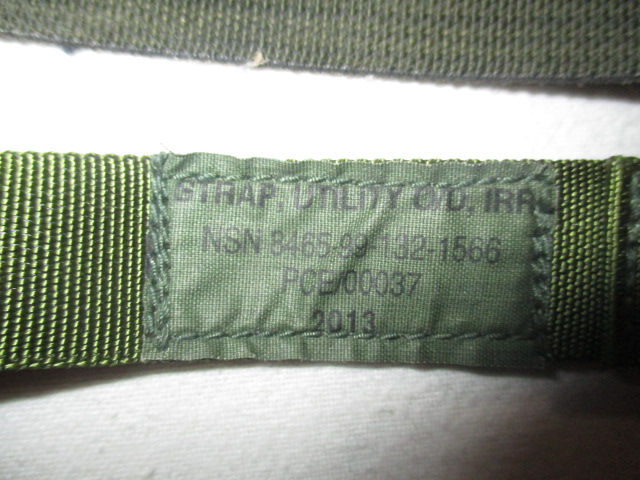 STRAP, UTILITY O/D, IRR
NSN 8465-99-132-1566
PCE/00037
2013